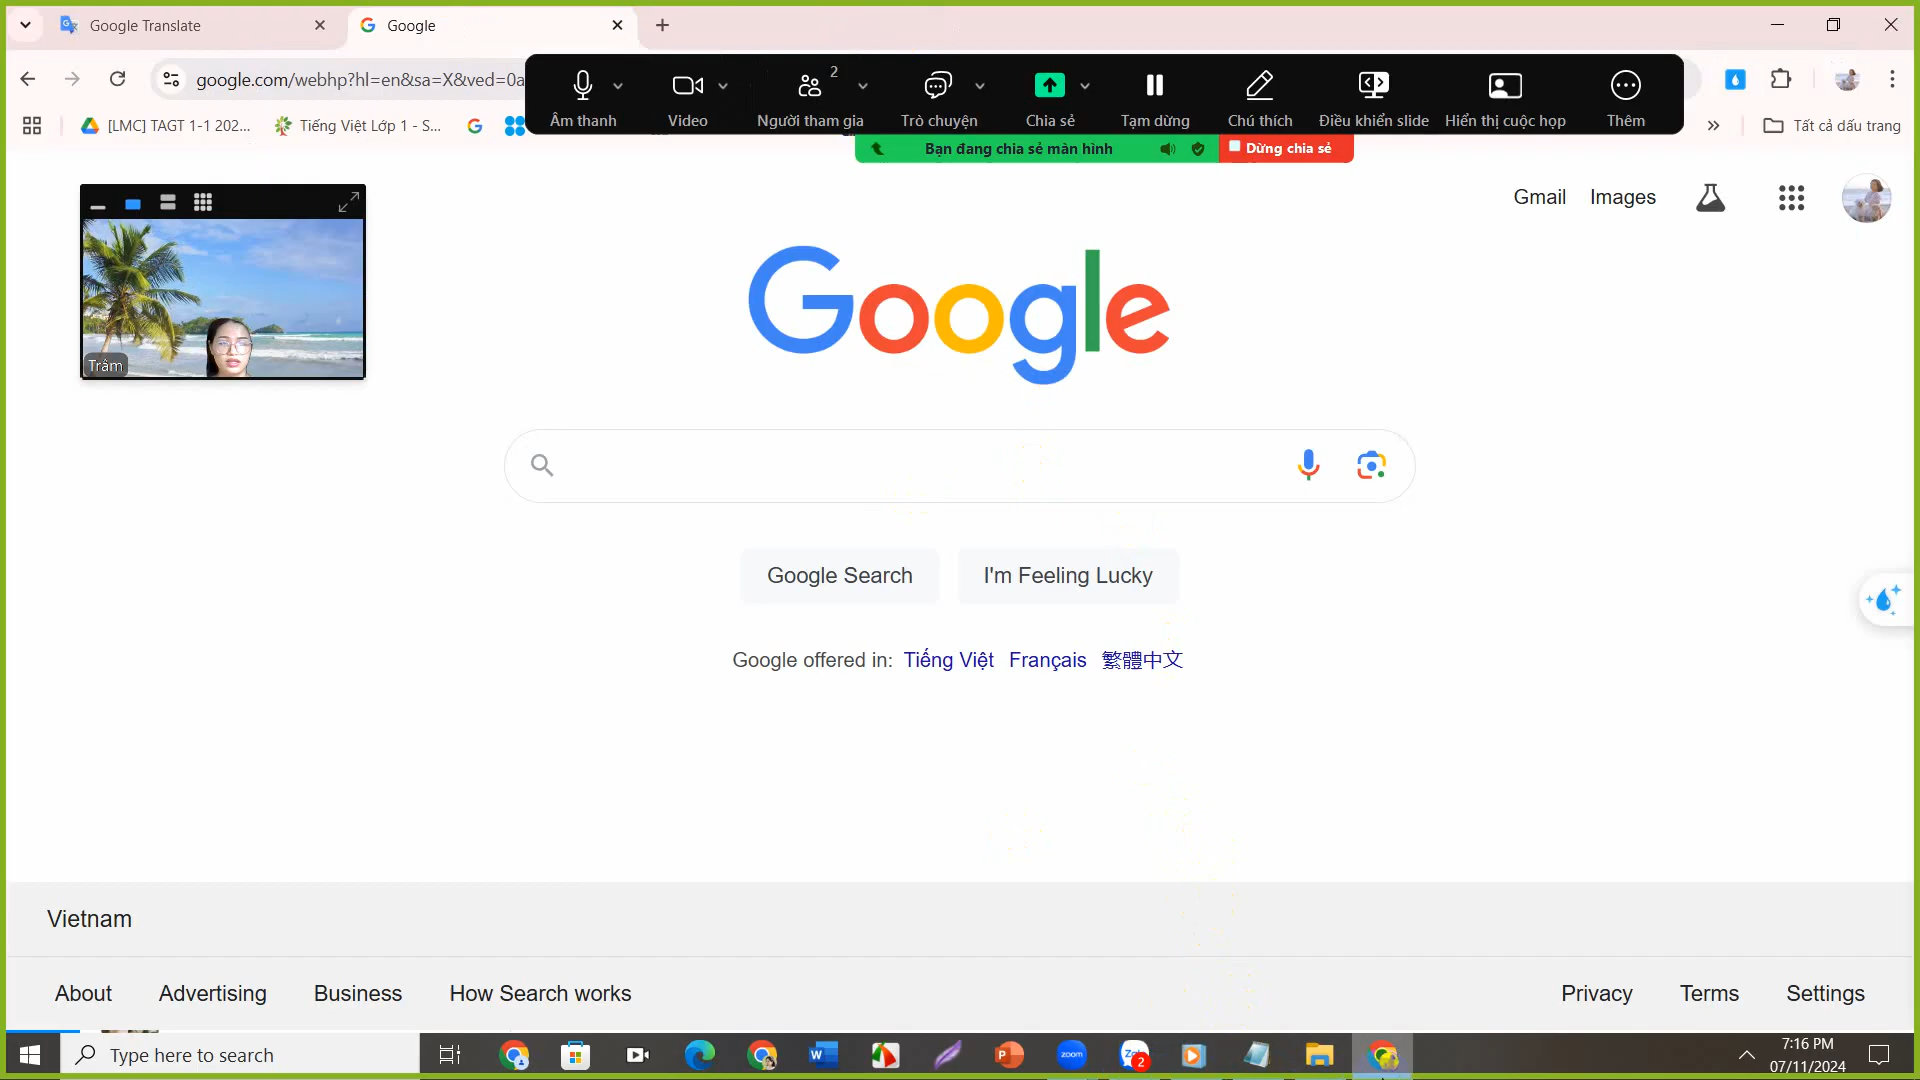 Google Translate
Google
google.com/webhp?hl=en&sa=X&ved=0a
2
Âm thanh
Video
Người tham gia
Trò chuyện
Chia sẻ
Tạm dừng
Chú thích
Điều khiển slide
Hiển thị cuộc họp
Thêm
[LMC] TAGT 1-1 202...
Tiếng Việt Lớp 1 - S...
Tất cả dấu trang
Bạn đang chia sẻ màn hình
Dừng chia sẻ
Gmail
Images
Trâm
Google
Google Search
I'm Feeling Lucky
Google offered in: Tiếng Việt Français 繁體中文
Vietnam
About
Advertising
Business
How Search works
Privacy
Terms
Settings
Type here to search
zoom
2
7:16 PM
07/11/2024